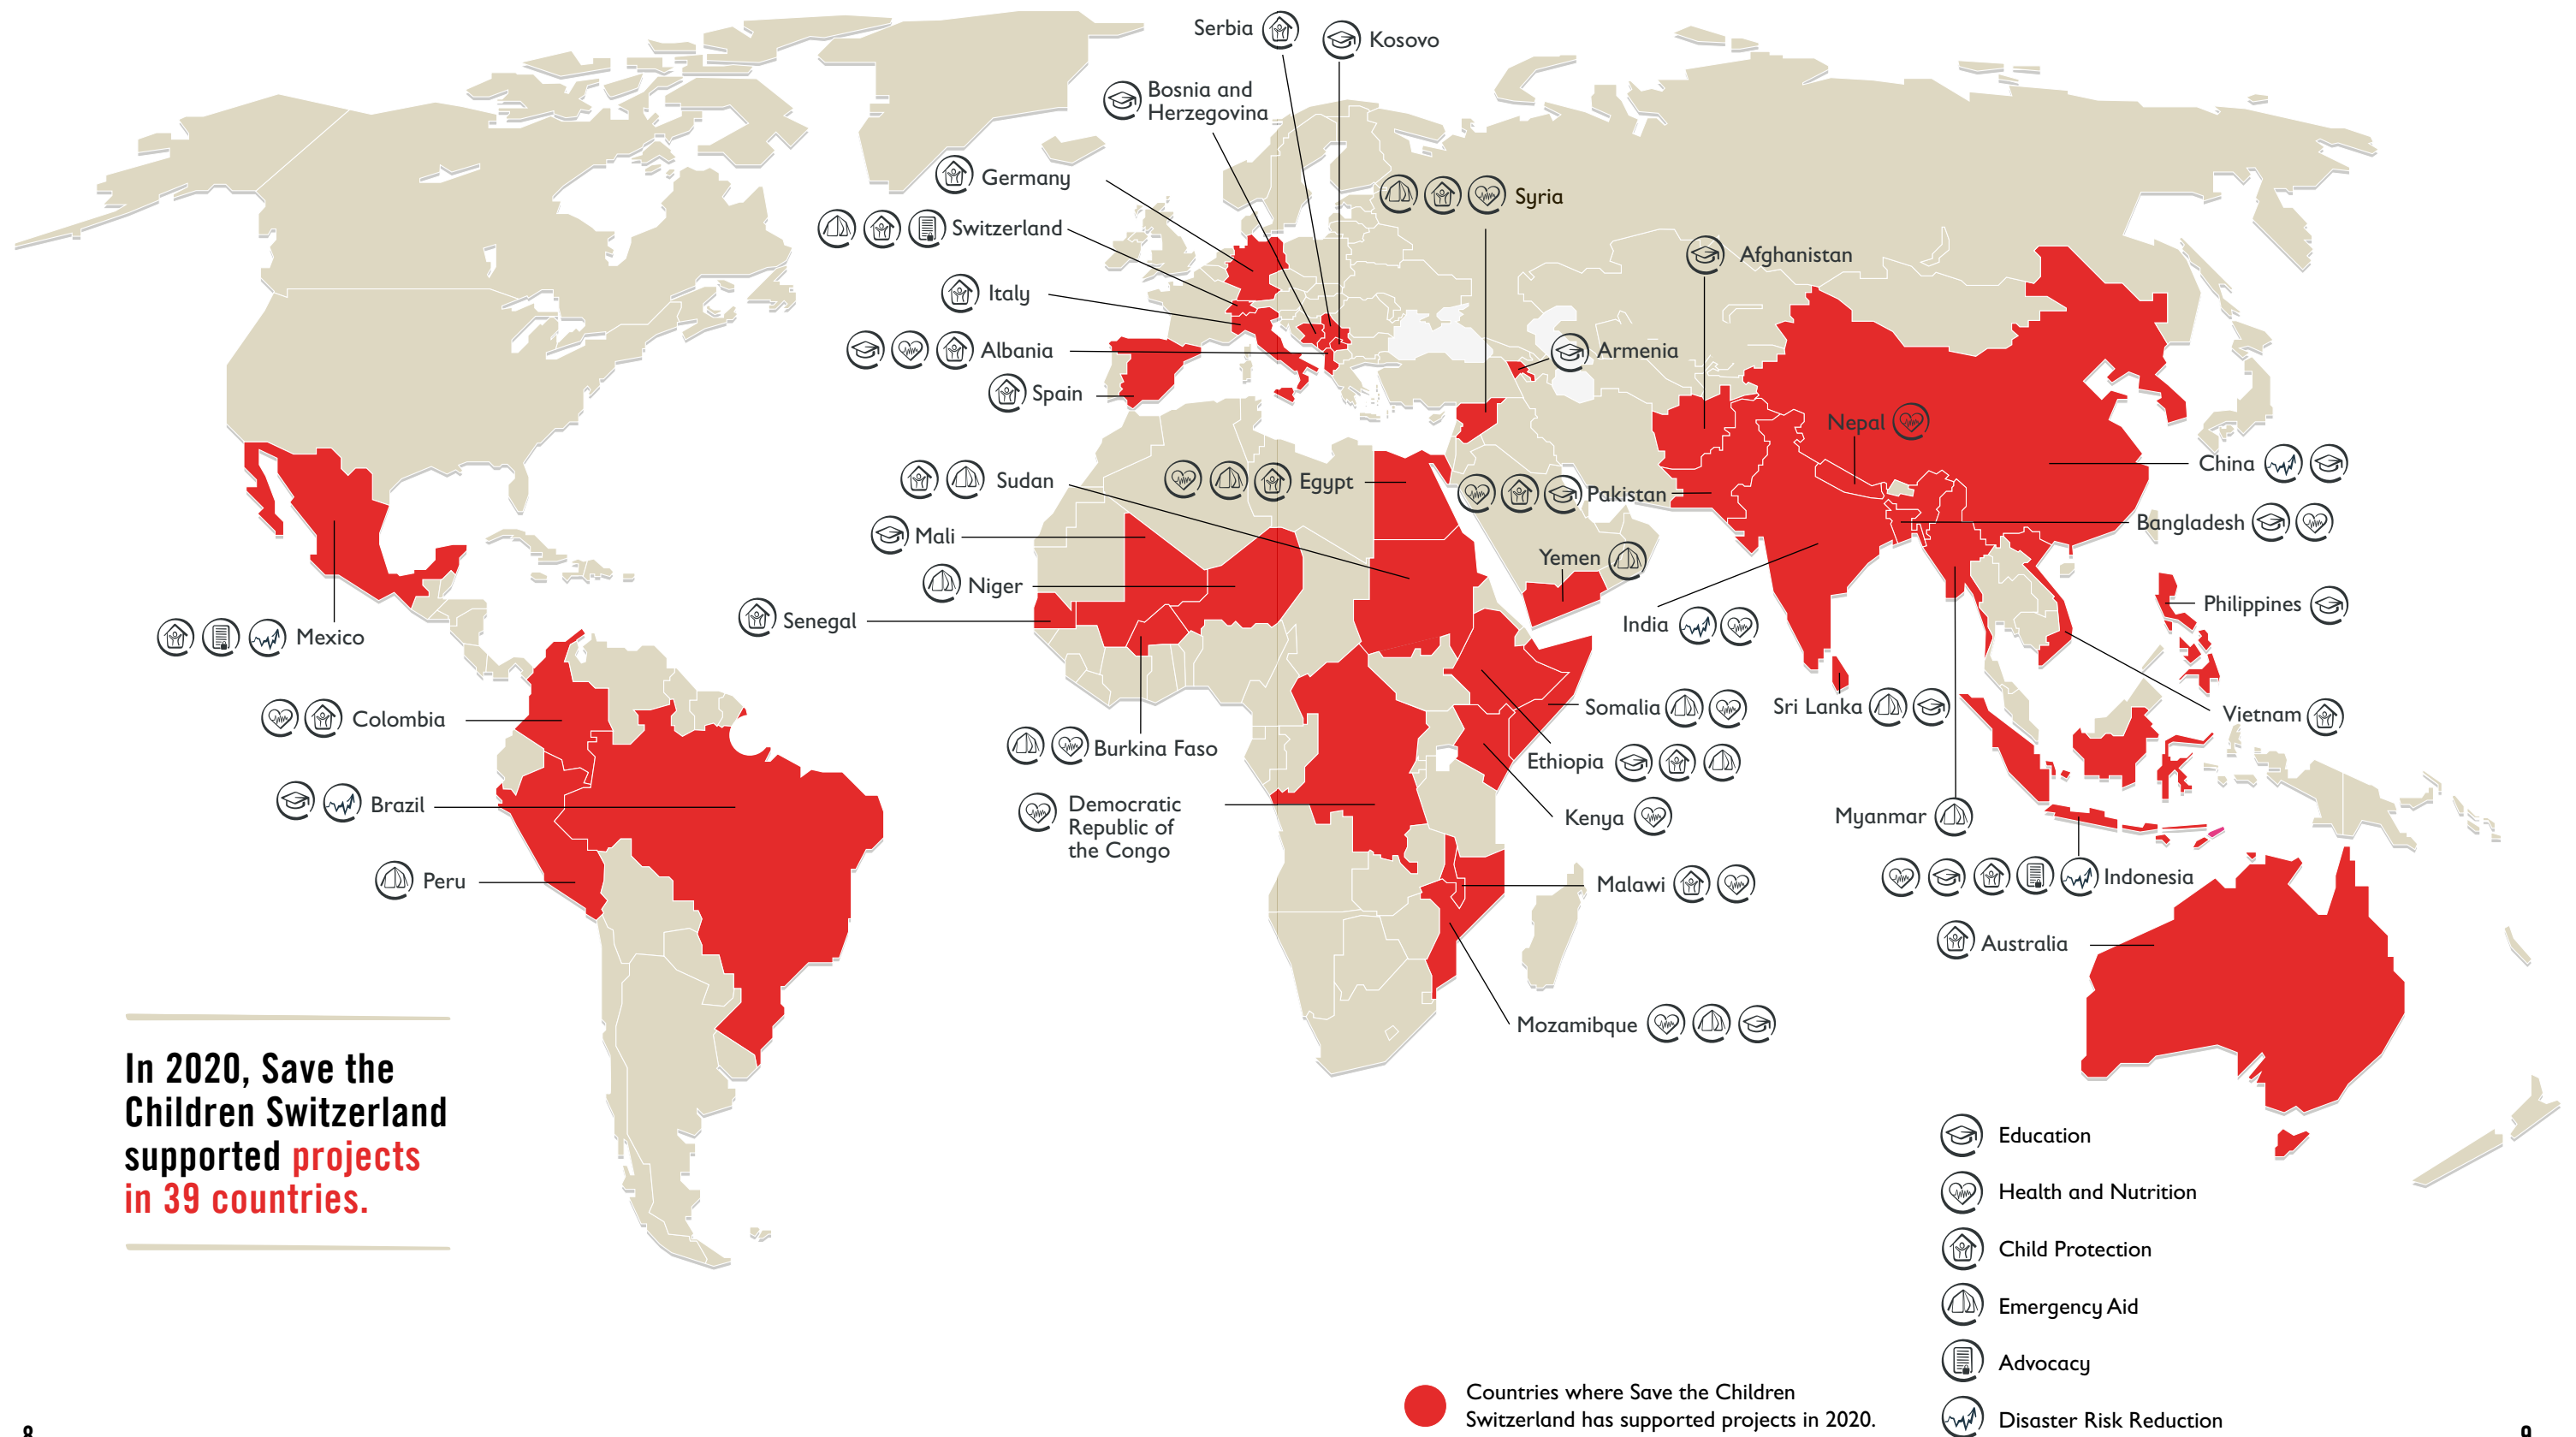 Serbia
Kosovo
Bosnia and
Herzegovina
Germany
Syria
Switzerland
Afghanistan
Italy
Albania
Armenia
Spain
Nepal
China
Sudan
Egypt
Pakistan
Bangladesh
Mali
Yemen
Niger
Philippines
Senegal
India
Mexico
Somalia
Sri Lanka
Vietnam
Colombia
Burkina Faso
Ethiopia
Brazil
Democratic
Republic of
the Congo
Kenya
Myanmar
Peru
Malawi
Indonesia
Australia
Mozambique
In 2020, Save the
Children Switzerland
supported projects
in 39 countries.
Education
Health and Nutrition
Child Protection
Emergency Aid
Advocacy
Disaster Risk Reduction
Countries where Save the Children
Switzerland has supported projects in 2020.
8
9